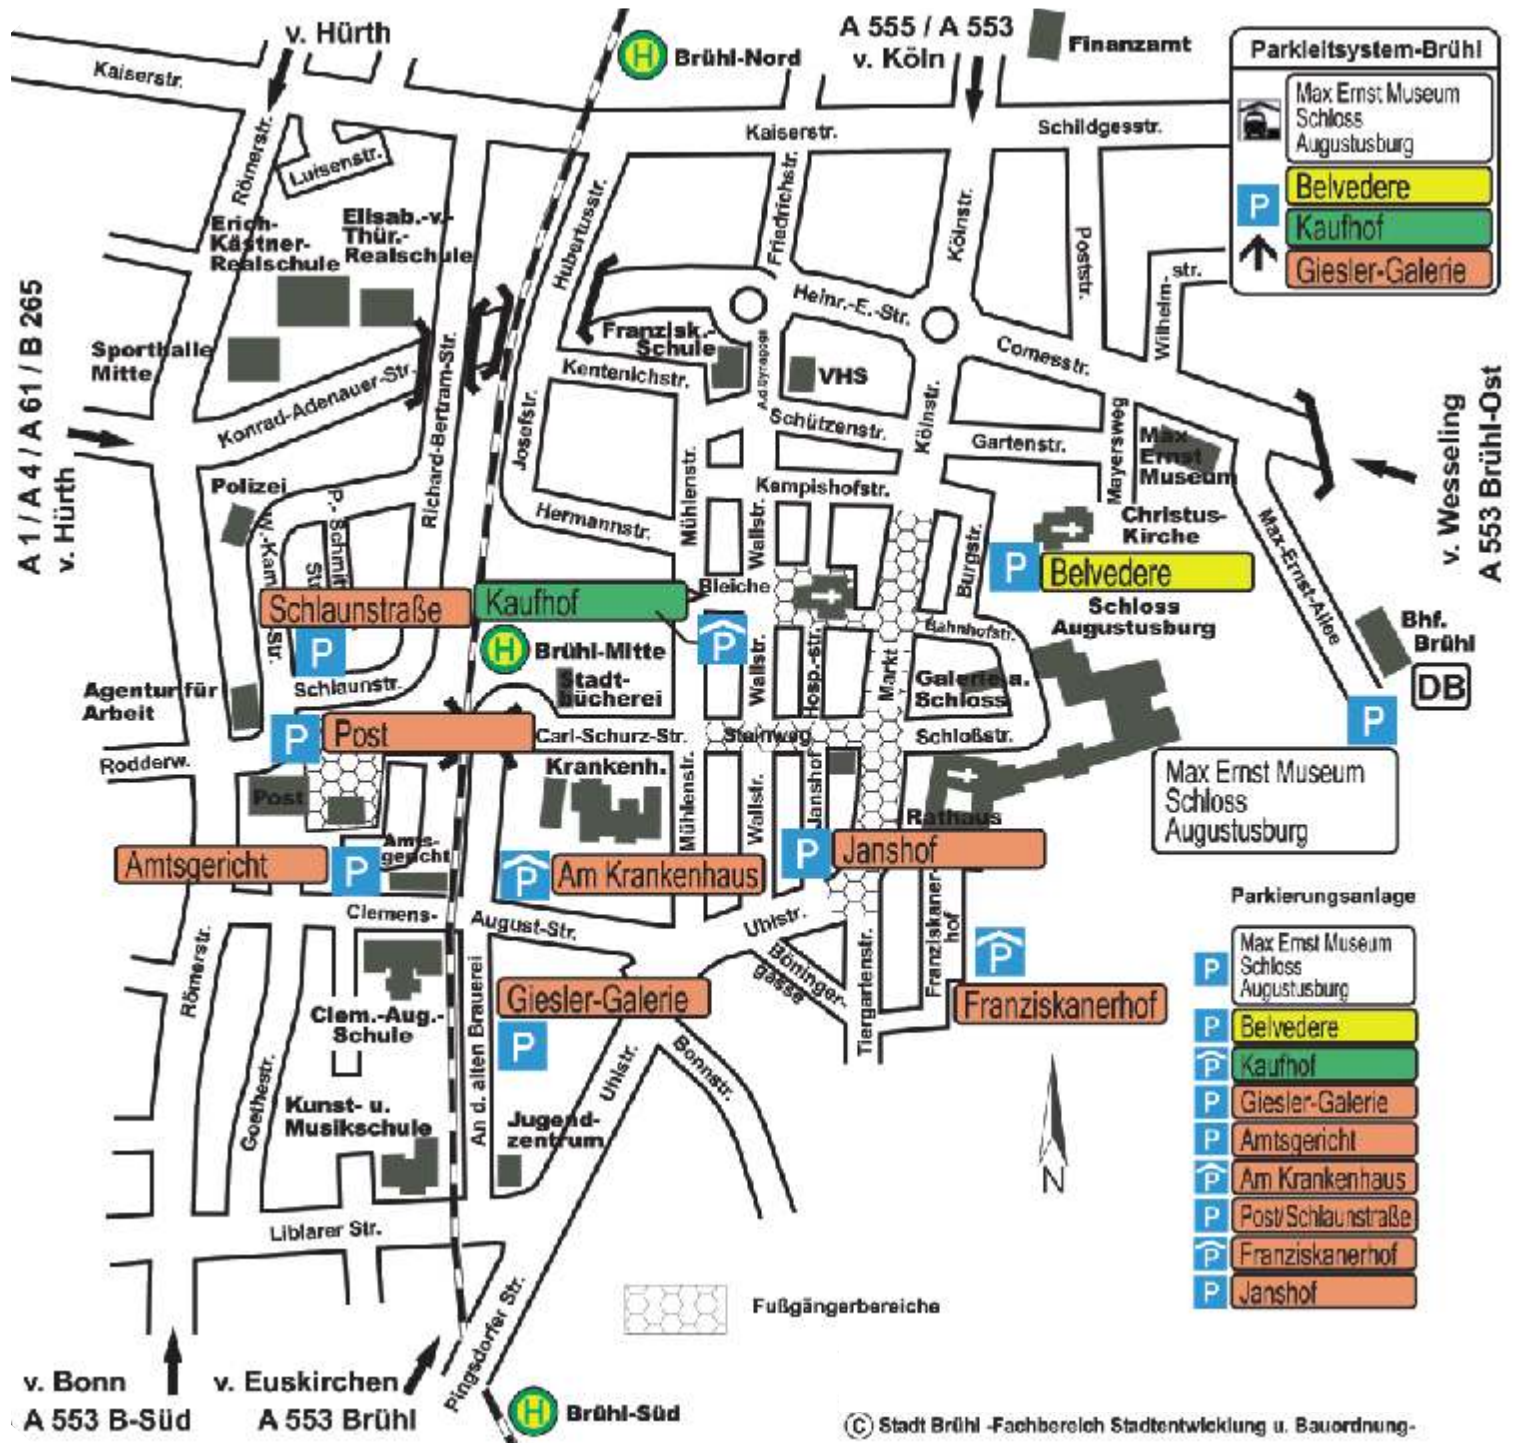 v. Hürth
A 555 / A 553
v. Köln
Finanzamt
Brühl-Nord
H
Kaiserstr.
Kaiserstr.
Schildgesstr.
Parkleitsystem-Brühl
Max Ernst Museum
Schloss
Augustusburg
P
Belvedere
Kaufhof
Giesler-Galerie
Römerstr.
Luisenstr.
Hubertusstr.
Friedrichstr.
Kölnstr.
Poststr.
Wilhelm-
str.
Erich-
Kästner-
Realschule
Elisab.-v.-
Thür.-
Realschule
Heinr.-E.-Str.
Comesstr.
A 1 / A 4 / A 61 / B 265
v. Hürth
Sporthalle
Mitte
Konrad-Adenauer-Str.
Richard-Bertram-Str.
Franzisk.-
Schule
Kentenichstr.
A.d.Synagoge
VHS
Josefstr.
Schützenstr.
Kölnstr.
Gartenstr.
Mayersweg
Max
Ernst
Museum
v. Wesseling
A 553 Brühl-Ost
Polizei
P.-Schmitz
Str.
W.-Kamm
str.
Hermannstr.
Mühlenstr.
Wallstr.
Kempishofstr.
Burgstr.
Christus-
Kirche
Max-Ernst-Allee
P
Belvedere
Schloss
Augustusburg
Bhf.
Brühl
DB
P
Max Ernst Museum
Schloss
Augustusburg
Schlaunstraße
P
Kaufhof
P
Bleiche
H
Brühl-Mitte
Stadt-
bücherei
Wallstr.
Hosp.-str.
Markt
Bahnhofstr.
Galerie a.
Schloss
Schlaunstr.
Agentur für
Arbeit
P
Post
Carl-Schurz-Str.
Steinweg
Schloßstr.
Rodderw.
Post
Krankenh.
Mühlenstr.
Wallstr.
Janshof
Rathaus
Amtsgericht
P
Amts-
gericht
P
Am Krankenhaus
P
Janshof
Clemens-
August-Str.
Uhlstr.
Böninger-
gasse
Tiergartenstr.
Franziskaner-
hof
P
Franziskanerhof
Römerstr.
Clem.-Aug.-
Schule
An d. alten Brauerei
Giesler-Galerie
P
Uhlstr.
Bonnstr.
Goethestr.
Kunst- u.
Musikschule
Jugend-
zentrum
N
Liblarer Str.
Pingsdorfer Str.
Fußgängerbereiche
Parkierungsanlage
P
Max Ernst Museum
Schloss
Augustusburg
P Belvedere
P Kaufhof
P Giesler-Galerie
P Amtsgericht
P Am Krankenhaus
P Post/Schlaunstraße
P Franziskanerhof
P Janshof
v. Bonn
A 553 B-Süd
v. Euskirchen
A 553 Brühl
H
Brühl-Süd
© Stadt Brühl -Fachbereich Stadtentwicklung u. Bauordnung-